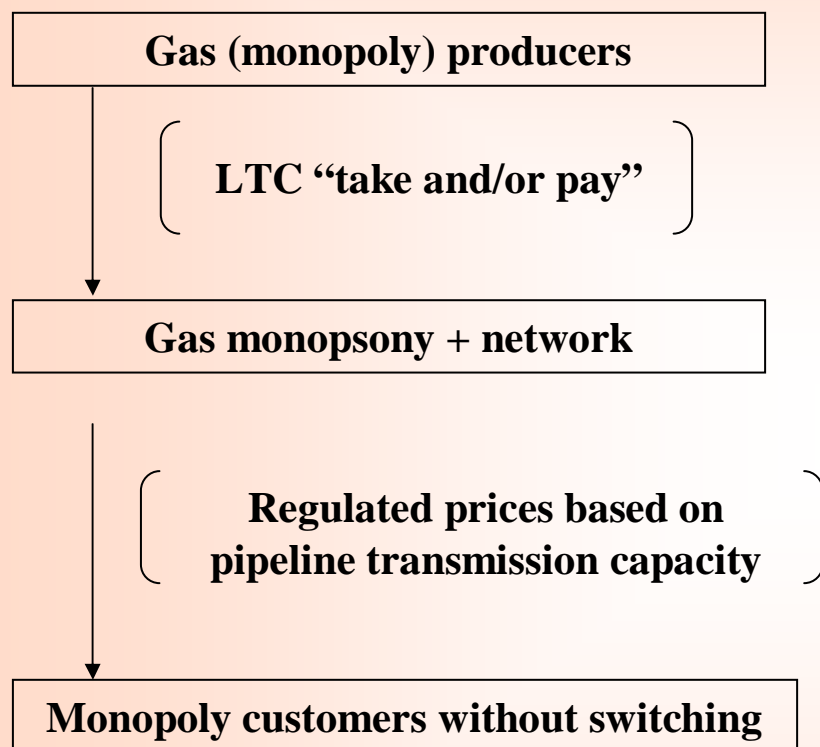 Gas (monopoly) producers
LTC “take and/or pay”
Gas monopsony + network
Regulated prices based on
pipeline transmission capacity
Monopoly customers without switching